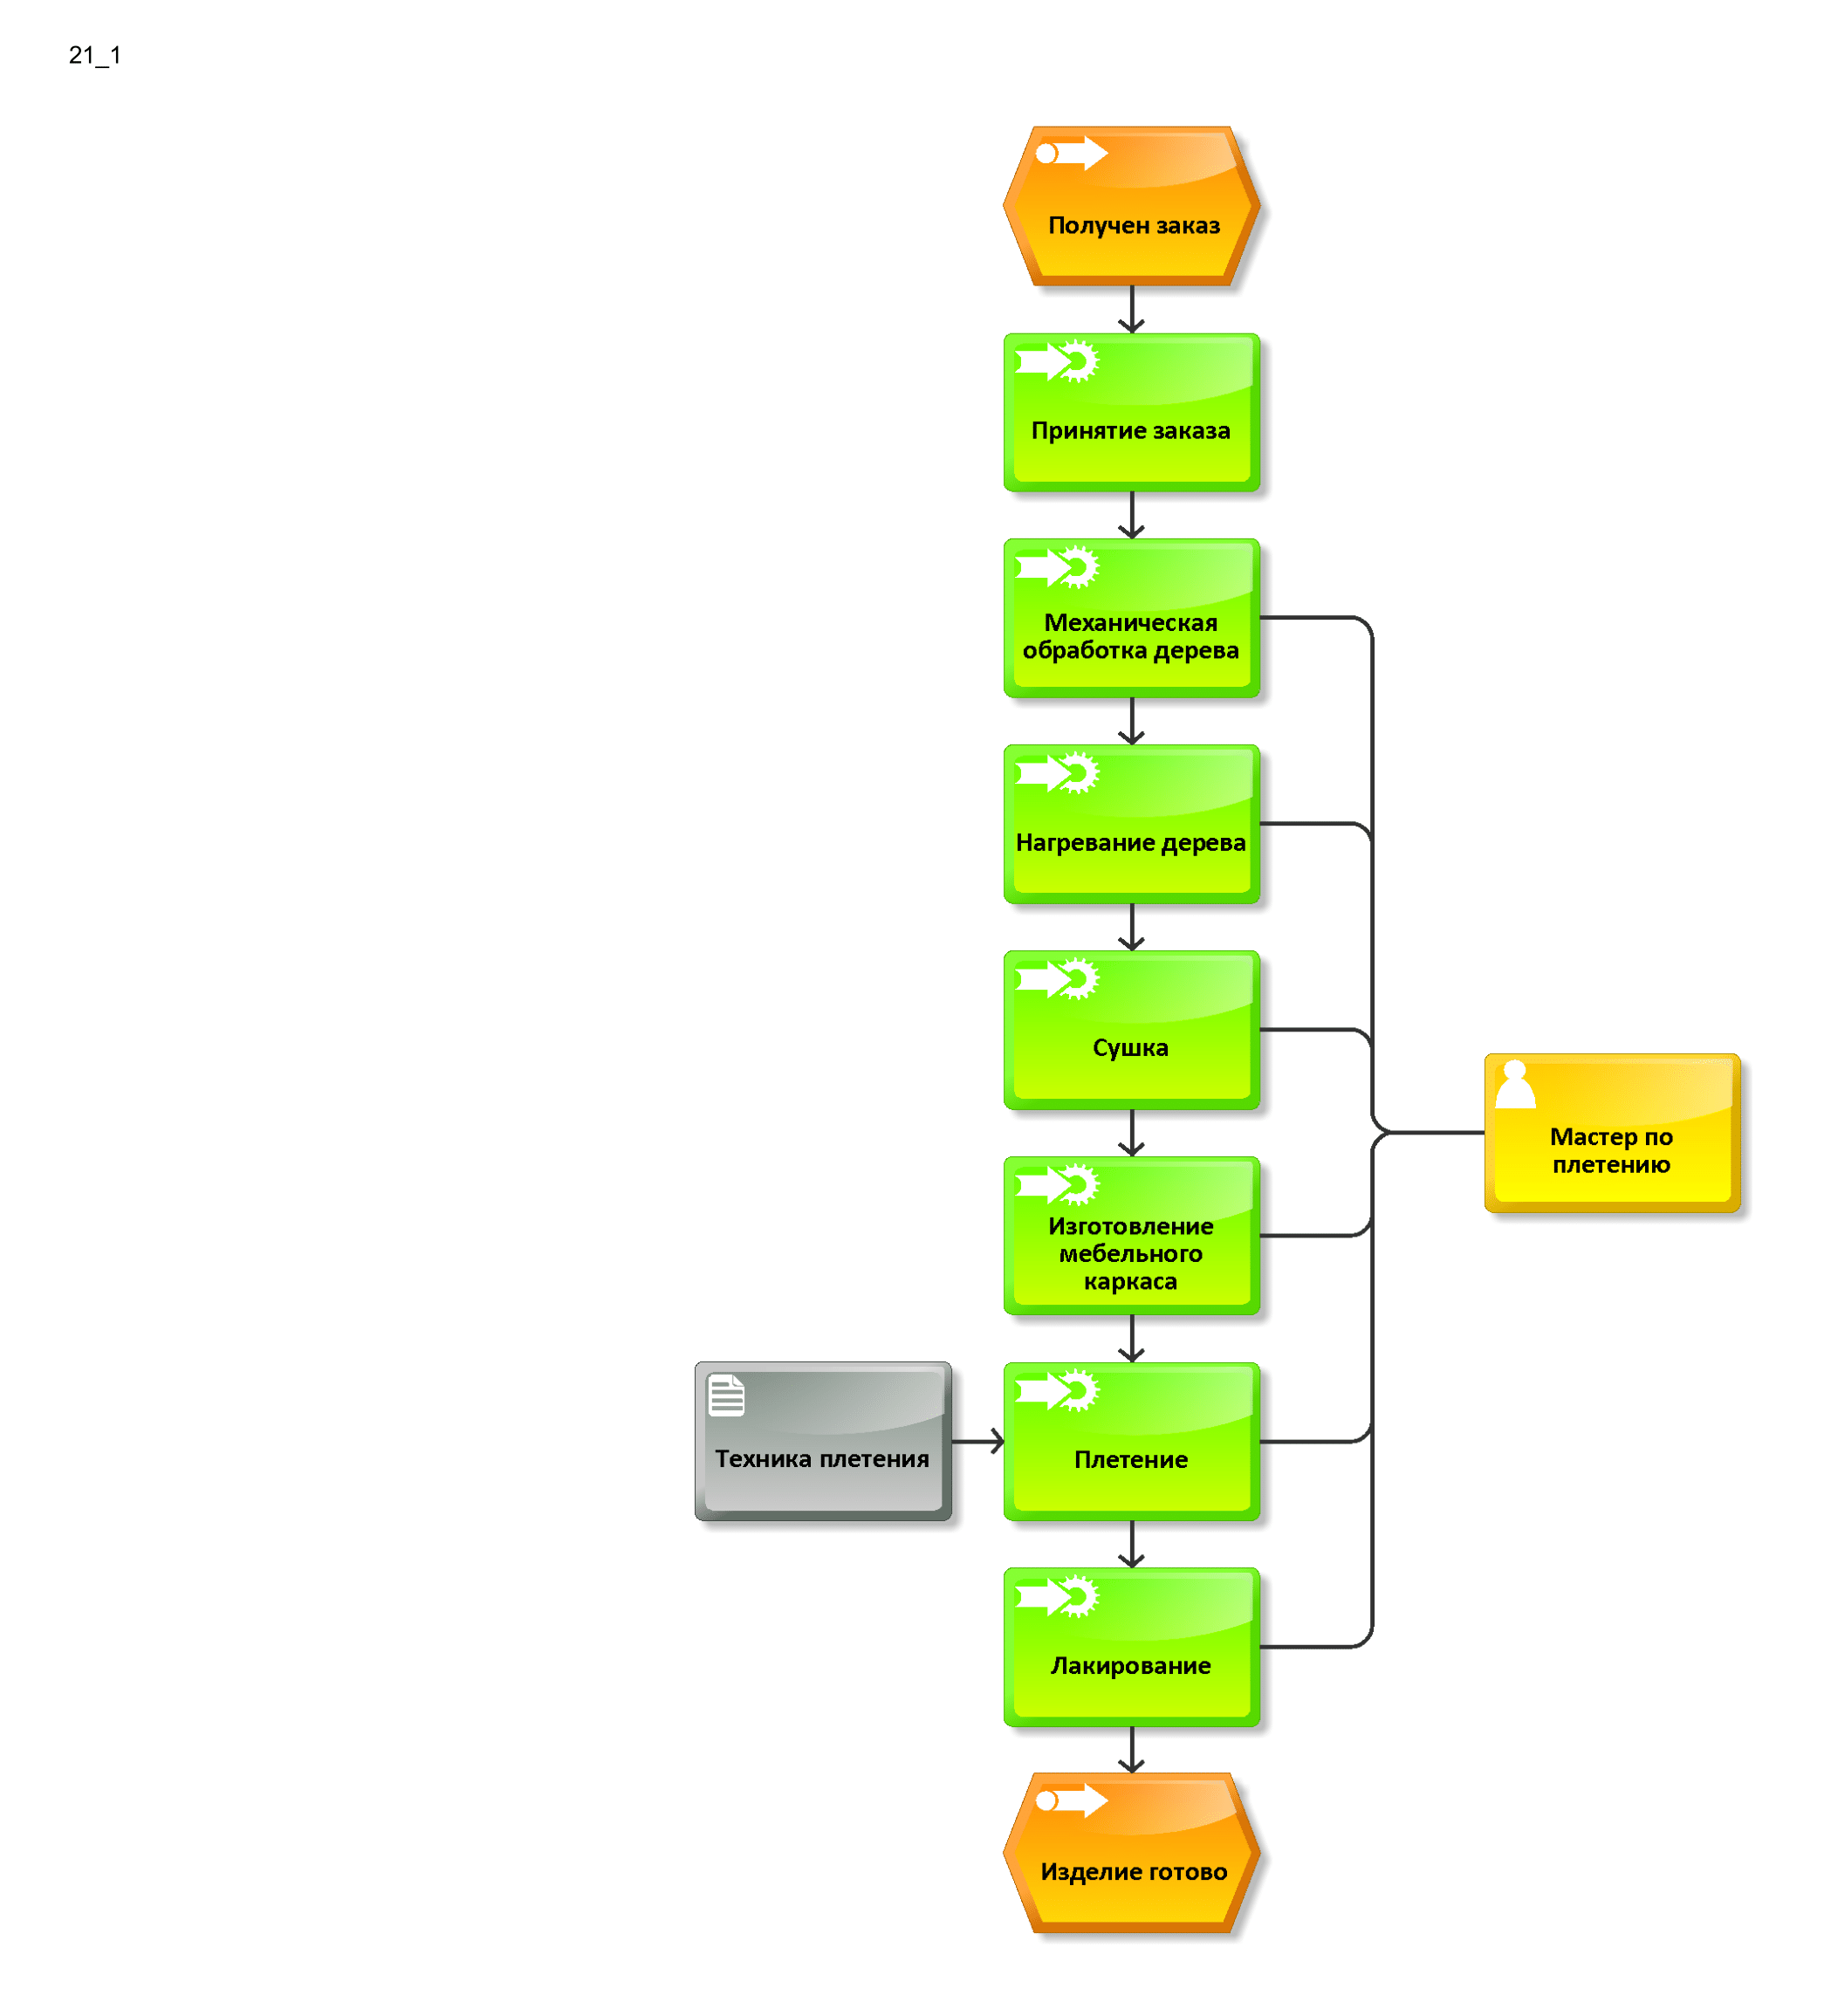 21_1
Получен заказ
Принятие заказа
Механическая
обработка дерева
Нагревание дерева
Сушка
Мастер по
плетению
Изготовление
мебельного
каркаса
Техника плетения
Плетение
Лакирование
Изделие готово